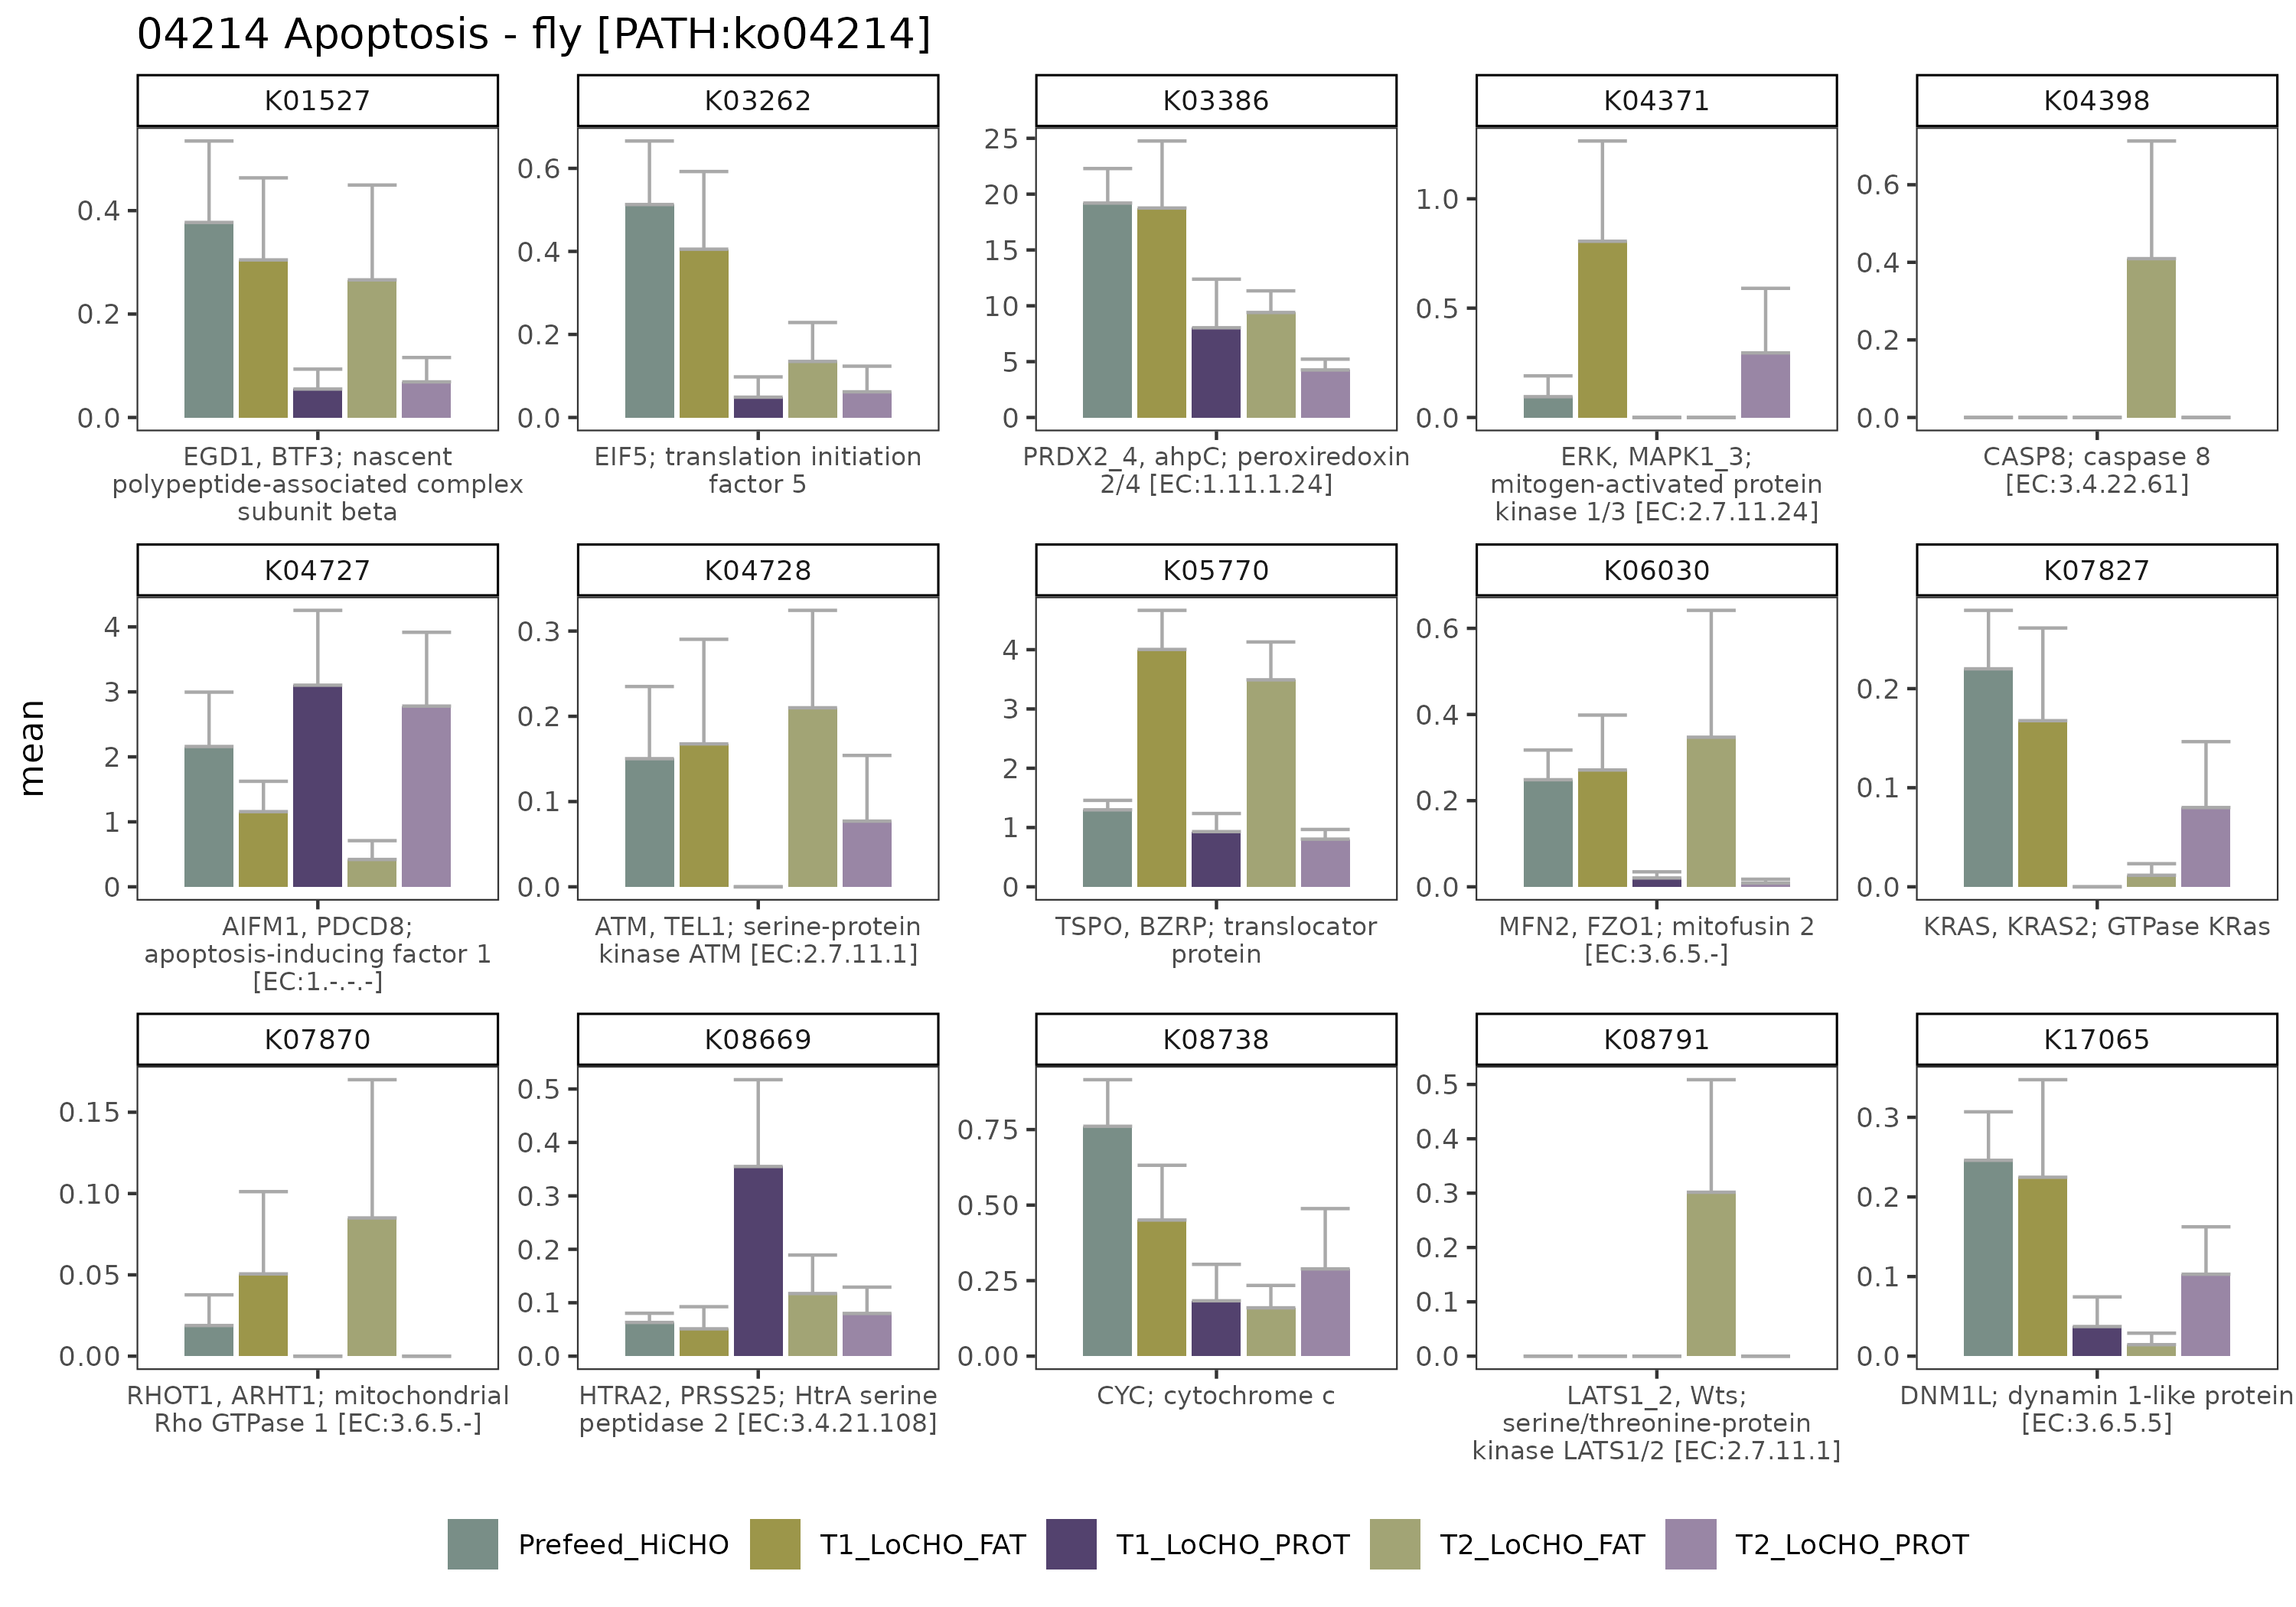 04214 Apoptosis - fly [PATH:ko04214]
K01527
K03262
K03386
K04371
K04398
0.4
0.2
0.0
0.6
0.4
0.2
0.0
25
20
15
10
5
0
1.0
0.5
0.0
0.6
0.4
0.2
0.0
EGD1, BTF3; nascent
polypeptide-associated complex
subunit beta
EIF5; translation initiation
factor 5
PRDX2_4, ahpC; peroxiredoxin
2/4 [EC:1.11.1.24]
ERK, MAPK1_3;
mitogen-activated protein
kinase 1/3 [EC:2.7.11.24]
CASP8; caspase 8
[EC:3.4.22.61]
mean
K04727
K04728
K05770
K06030
K07827
4
3
2
1
0
0.3
0.2
0.1
0.0
4
3
2
1
0
0.6
0.4
0.2
0.0
0.2
0.1
0.0
AIFM1, PDCD8;
apoptosis-inducing factor 1
[EC:1.-.-.-]
ATM, TEL1; serine-protein
kinase ATM [EC:2.7.11.1]
TSPO, BZRP; translocator
protein
MFN2, FZO1; mitofusin 2
[EC:3.6.5.-]
KRAS, KRAS2; GTPase KRas
K07870
K08669
K08738
K08791
K17065
0.15
0.10
0.05
0.00
0.5
0.4
0.3
0.2
0.1
0.0
0.75
0.50
0.25
0.00
0.5
0.4
0.3
0.2
0.1
0.0
0.3
0.2
0.1
0.0
RHOT1, ARHT1; mitochondrial
Rho GTPase 1 [EC:3.6.5.-]
HTRA2, PRSS25; HtrA serine
peptidase 2 [EC:3.4.21.108]
CYC; cytochrome c
LATS1_2, Wts;
serine/threonine-protein
kinase LATS1/2 [EC:2.7.11.1]
DNM1L; dynamin 1-like protein
[EC:3.6.5.5]
Prefeed_HiCHO
T1_LoCHO_FAT
T1_LoCHO_PROT
T2_LoCHO_FAT
T2_LoCHO_PROT